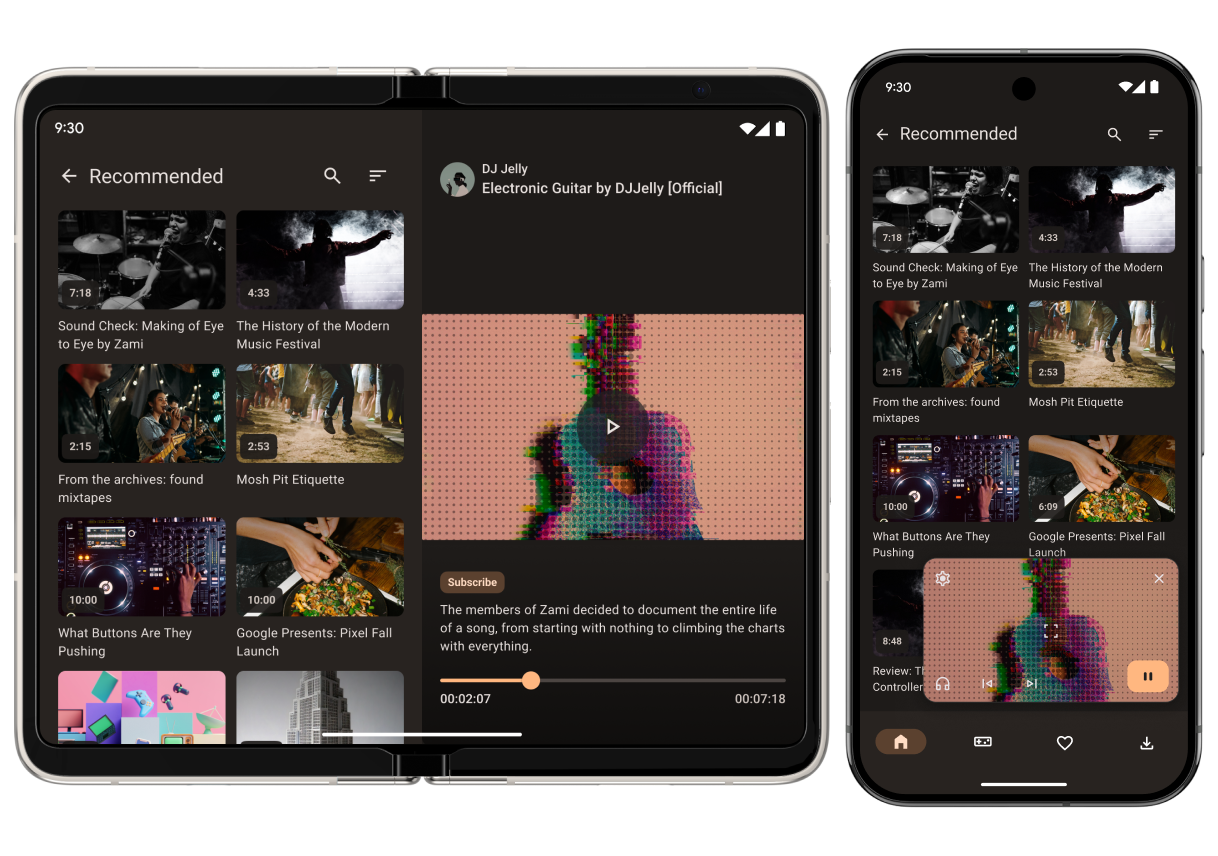 9:30
Recommended
7:18
4:33
Sound Check: Making of Eye
to Eye by Zami
The History of the Modern
Music Festival
2:15
2:53
From the archives: found
mixtapes
Mosh Pit Etiquette
10:00
10:00
What Buttons Are They
Pushing
Google Presents: Pixel Fall
Launch
DJ Jelly
Electronic Guitar by DJJelly [Official]
Subscribe
The members of Zami decided to document the entire life
of a song, from starting with nothing to climbing the charts
with everything.
00:02:07
00:07:18
9:30
Recommended
7:18
4:33
Sound Check: Making of Eye
to Eye by Zami
The History of the Modern
Music Festival
2:15
2:53
From the archives: found
mixtapes
Mosh Pit Etiquette
10:00
6:09
What Buttons Are They
Pushing
Google Presents: Pixel Fall
Launch
8:48
Review: Tl
Controller